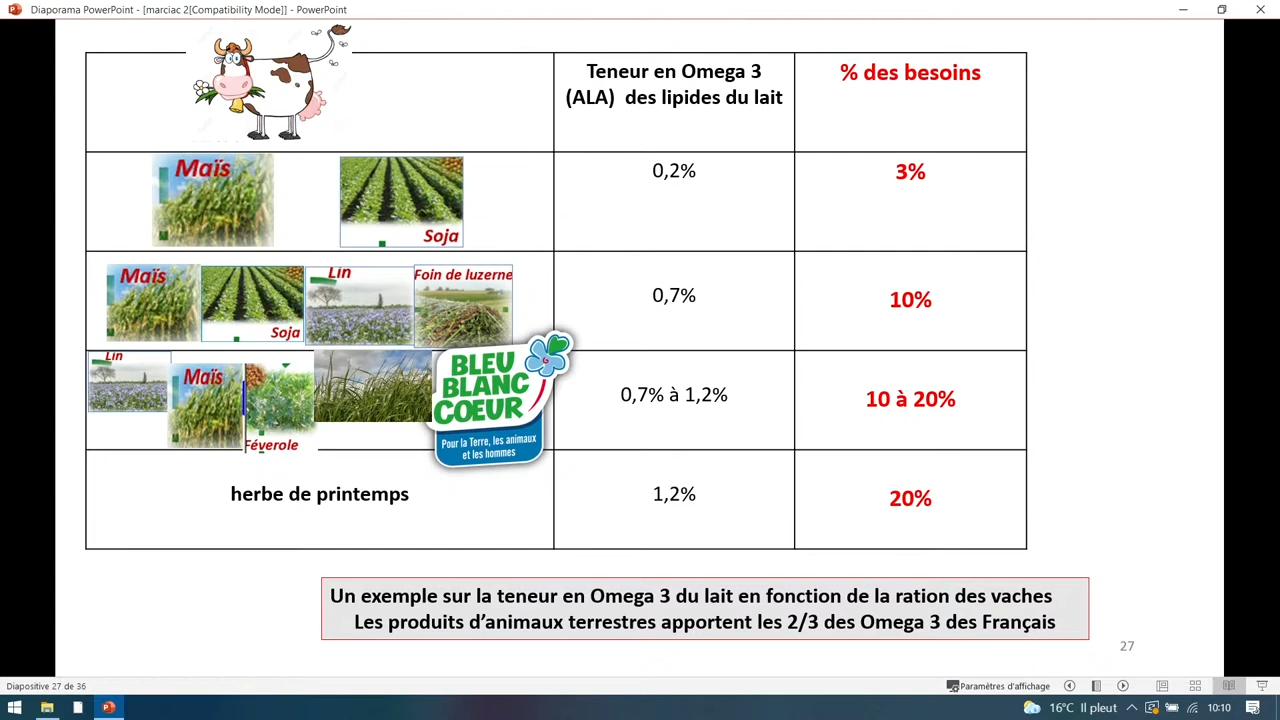 Diaporama PowerPoint - [marciac 2[Compatibility Mode]] - PowerPoint
Teneur en Omega 3
(ALA) des lipides du lait
% des besoins
Maïs
Soja
0,2%
3%
Maïs
Soja
Lin
Foin de luzerne
0,7%
10%
Lin
Maïs
Féverole
BLEU
BLANC
COEUR
Pour la Terre, les animaux
et les hommes
0,7% à 1,2%
10 à 20%
herbe de printemps
1,2%
20%
Un exemple sur la teneur en Omega 3 du lait en fonction de la ration des vaches
Les produits d’animaux terrestres apportent les 2/3 des Omega 3 des Français
27
Diapositive 27 de 36
Paramètres d'affichage
16°C Il pleut
10:10